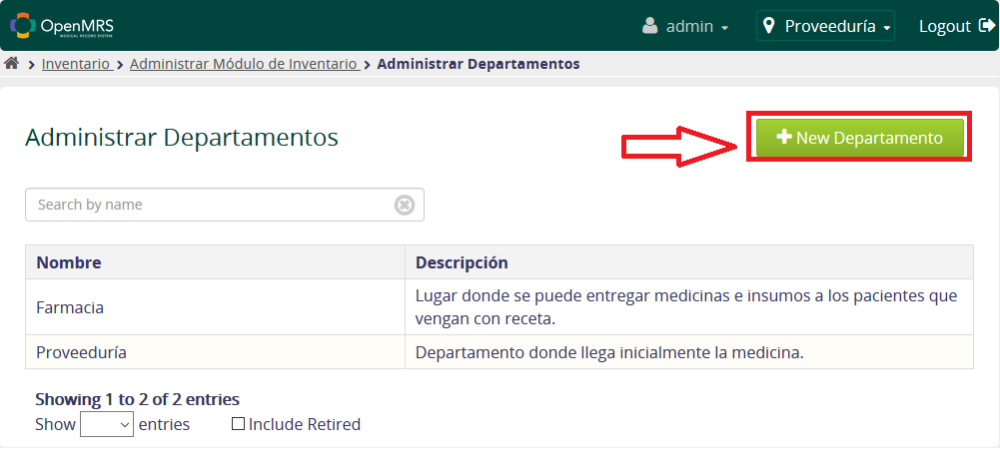 OpenMRS
MEDICAL RECORD SYSTEM
admin
Proveeduría
Logout
Inventario
Administrar Módulo de Inventario
Administrar Departamentos
Administrar Departamentos
New Departamento
Search by name
Nombre
Descripción
Farmacia
Lugar donde se puede entregar medicinas e insumos a los pacientes que
vengan con receta.
Proveeduría
Departamento donde llega inicialmente la medicina.
Showing 1 to 2 of 2 entries
Show entries
Include Retired